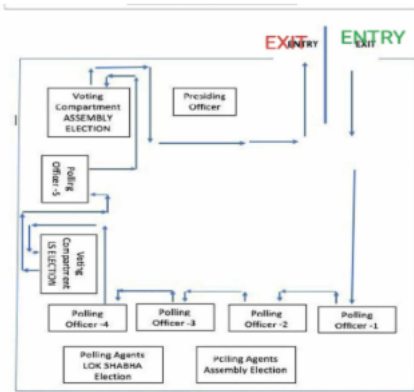 EXIT ENTRY
ENTRY
EXIT
Voting
Compartment
ASSEMBLY
ELECTION
Presiding
Officer
Polling
Officer -5
Voting
Compartment
LS ELECTION
Polling
Officer -4
Polling
Officer -3
Polling
Officer -2
Polling
Officer -1
Polling Agents
LOK SHABHA
Election
Polling Agents
Assembly Election